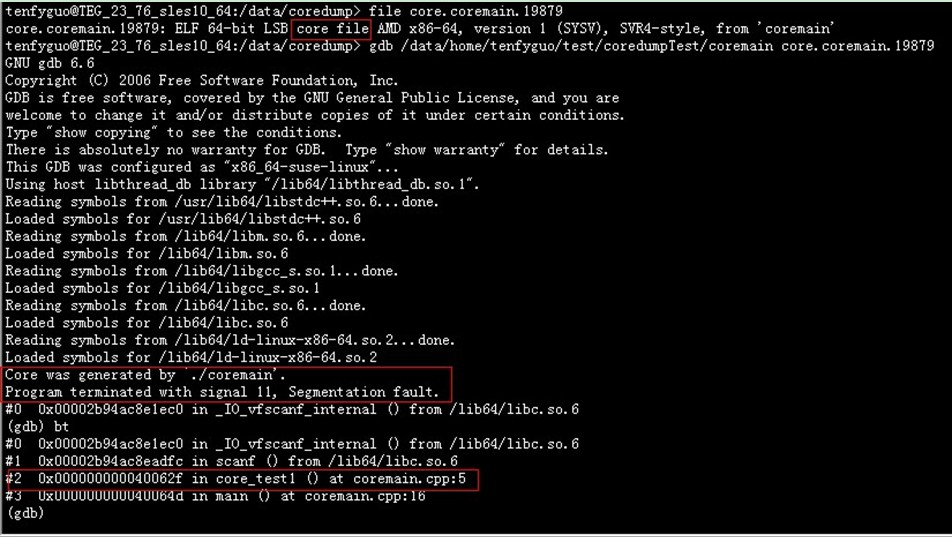 tenfyguo@TEG_23_76_sles10_64:/data/coredump> file core.coremain.19879
core.coremain.19879: ELF 64-bit LSB core file AMD x86-64, version 1 (SYSV), SVR4-style, from 'coremain'
tenfyguo@TEG_23_76_sles10_64:/data/coredump> gdb /data/home/tenfyguo/test/coredumpTest/coremain core.coremain.19879
GNU gdb 6.6
Copyright (C) 2006 Free Software Foundation, Inc.
GDB is free software, covered by the GNU General Public License, and you are
welcome to change it and/or distribute copies of it under certain conditions.
Type "show copying" to see the conditions.
There is absolutely no warranty for GDB.  Type "show warranty" for details.
This GDB was configured as "x86_64-suse-linux"...
Using host libthread_db library "/lib64/libthread_db.so.1".
Reading symbols from /usr/lib64/libstdc++.so.6...done.
Loaded symbols for /usr/lib64/libstdc++.so.6
Reading symbols from /lib64/libm.so.6...done.
Loaded symbols for /lib64/libm.so.6
Reading symbols from /lib64/libgcc_s.so.1...done.
Loaded symbols for /lib64/libgcc_s.so.1
Reading symbols from /lib64/libc.so.6...done.
Loaded symbols for /lib64/libc.so.6
Reading symbols from /lib64/ld-linux-x86-64.so.2...done.
Loaded symbols for /lib64/ld-linux-x86-64.so.2
Core was generated by `./coremain'.
Program terminated with signal 11, Segmentation fault.
#0  0x00002b94ac8e1ec0 in _IO_vfscanf_internal () from /lib64/libc.so.6
(gdb) bt
#0  0x00002b94ac8e1ec0 in _IO_vfscanf_internal () from /lib64/libc.so.6
#1  0x00002b94ac8eadfc in scanf () from /lib64/libc.so.6
#2  0x000000000040062f in core_test1 () at coremain.cpp:5
#3  0x000000000040064d in main () at coremain.cpp:16
(gdb)